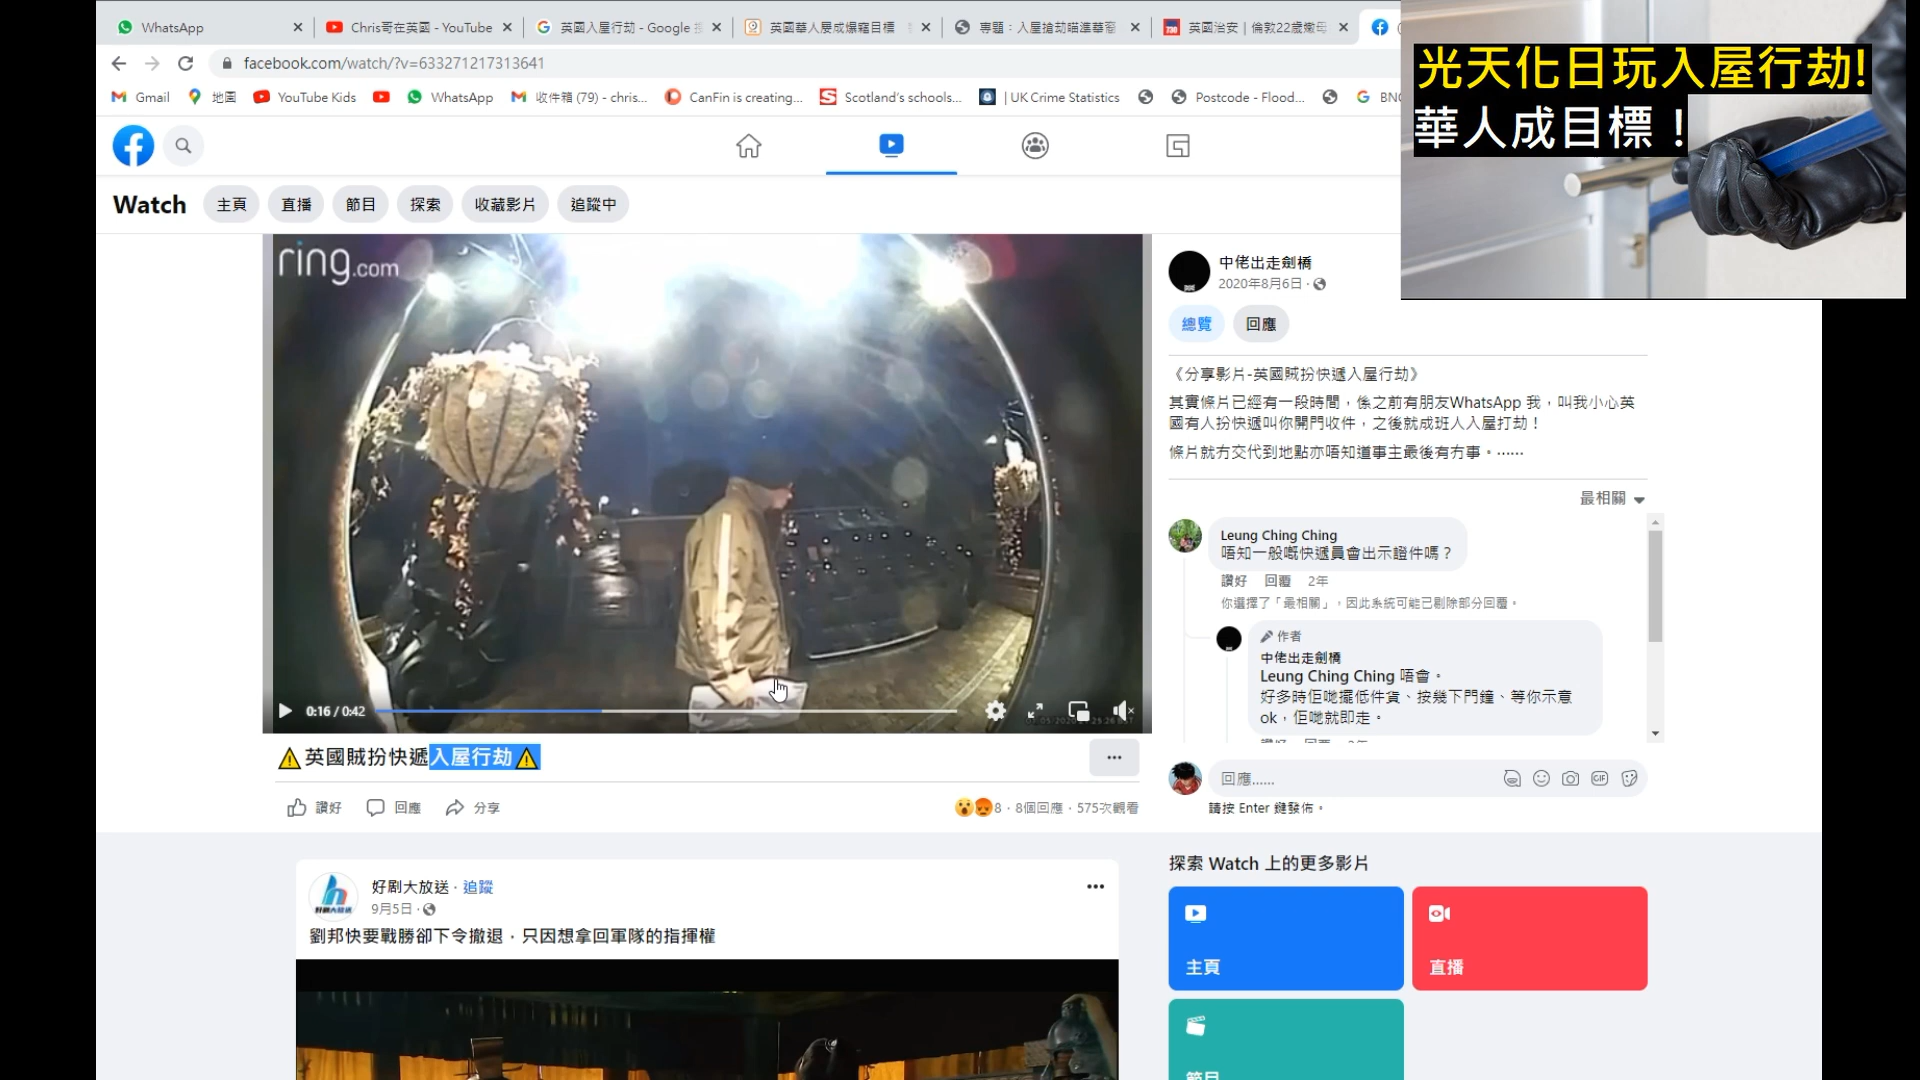 WhatsApp
Chris哥在英國 - YouTube
英國入屋行劫 - Google
英國華人屢成爆竊目標
專題：入屋搶劫瞄準華裔
英國治安｜倫敦22歲嫩母
facebook.com/watch/?v=633271217313641
Gmail
地圖
YouTube Kids
WhatsApp
收件箱 (79) - chris...
CanFin is creating...
Scotland's schools...
| UK Crime Statistics
Postcode - Flood...
光天化日玩入屋行劫!
華人成目標！
Watch
主頁
直播
節目
探索
收藏影片
追蹤中
ring.com
中佬出走劍橋
2020年8月6日
總覽
回應
《分享影片-英國賊扮快遞入屋行劫》
其實條片已經有一段時間，係之前有朋友WhatsApp 我，叫我小心英
國有人扮快遞叫你開門收件，之後就成班人入屋打劫！
條片就冇交代到地點亦唔知道事主最後有冇事。......
最相關
Leung Ching Ching
唔知一般嘅快遞員會出示證件嗎？
讚好 回覆 2年
你選擇了「最相關」，因此系統可能已剔除部分回覆。
作者
中佬出走劍橋
Leung Ching Ching 唔會。
好多時佢哋擺低件貨、按幾下門鐘、等你示意
ok，佢哋就即走。
讚好 回覆 2年
0:16 / 0:42
英國賊扮快遞入屋行劫
讚好
回應
分享
8 · 8個回應 · 575次觀看
回應......
請按 Enter 鍵發佈。
好剧大放送 · 追蹤
9月5日
劉邦快要戰勝卻下令撤退，只因想拿回軍隊的指揮權
探索 Watch 上的更多影片
主頁
直播
節目